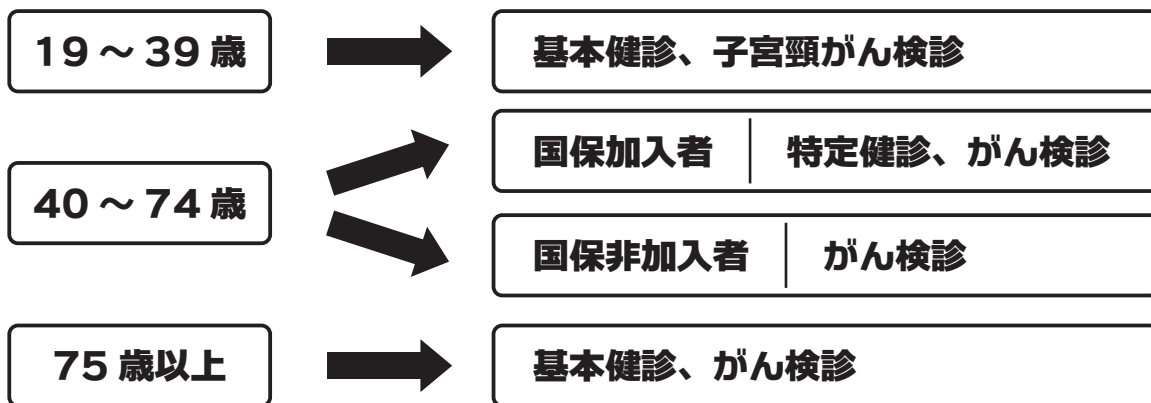 19～39歳
基本健診、子宮頸がん検診
40～74歳
国保加入者 特定健診、がん検診
国保非加入者 がん検診
75歳以上
基本健診、がん検診